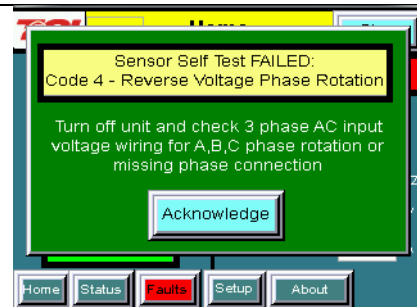 Home
Sensor Self Test FAILED:
Code 4 - Reverse Voltage Phase Rotation
Turn off unit and check 3 phase AC input
voltage wiring for A,B,C phase rotation or
missing phase connection
Acknowledge
Home Status Faults Setup About